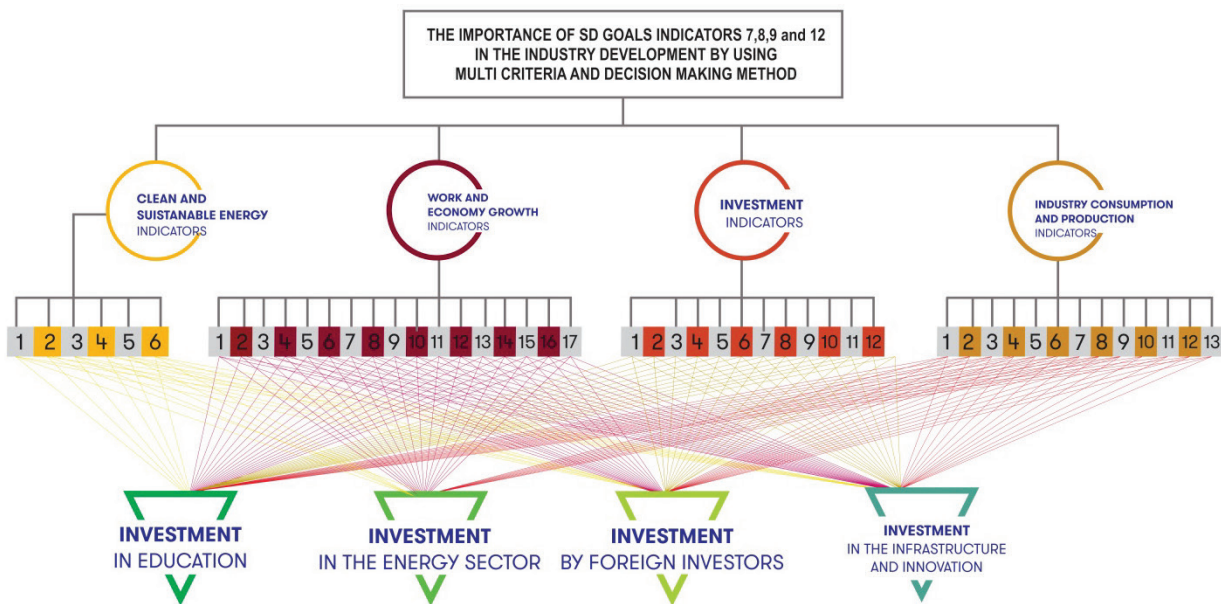 THE IMPORTANCE OF SD GOALS INDICATORS 7,8,9 and 12
IN THE INDUSTRY DEVELOPMENT BY USING
MULTI CRITERIA AND DECISION MAKING METHOD
CLEAN AND
SUISTANABLE ENERGY
INDICATORS
WORK AND
ECONOMY GROWTH
INDICATORS
INVESTMENT
INDICATORS
INDUSTRY CONSUMPTION
AND PRODUCTION
INDICATORS
1 2 3 4 5 6
1 2 3 4 5 6 7 8 9 10 11 12 13 14 15 16 17
1 2 3 4 5 6 7 8 9 10 11 12
1 2 3 4 5 6 7 8 9 10 11 12 13
INVESTMENT
IN EDUCATION
INVESTMENT
IN THE ENERGY SECTOR
INVESTMENT
BY FOREIGN INVESTORS
INVESTMENT
IN THE INFRASTRUCTURE
AND INNOVATION